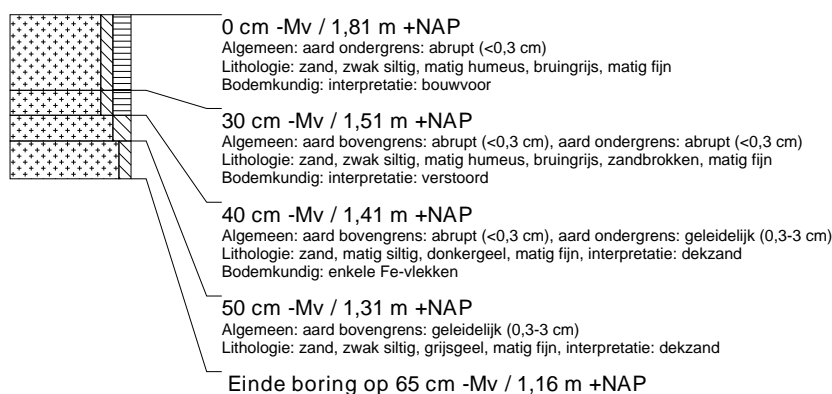 0 cm -Mv / 1,81 m +NAP
Algemeen: aard ondergrens: abrupt (<0,3 cm)
Lithologie: zand, zwak siltig, matig humeus, bruingrijs, matig fijn
Bodemkundig: interpretatie: bouwvoor
30 cm -Mv / 1,51 m +NAP
Algemeen: aard bovengrens: abrupt (<0,3 cm), aard ondergrens: abrupt (<0,3 cm)
Lithologie: zand, zwak siltig, matig humeus, bruingrijs, zandbrokken, matig fijn
Bodemkundig: interpretatie: verstoord
40 cm -Mv / 1,41 m +NAP
Algemeen: aard bovengrens: abrupt (<0,3 cm), aard ondergrens: geleidelijk (0,3-3 cm)
Lithologie: zand, matig siltig, donkergeel, matig fijn, interpretatie: dekzand
Bodemkundig: enkele Fe-vlekken
50 cm -Mv / 1,31 m +NAP
Algemeen: aard bovengrens: geleidelijk (0,3-3 cm)
Lithologie: zand, zwak siltig, grijsgeel, matig fijn, interpretatie: dekzand
Einde boring op 65 cm -Mv / 1,16 m +NAP